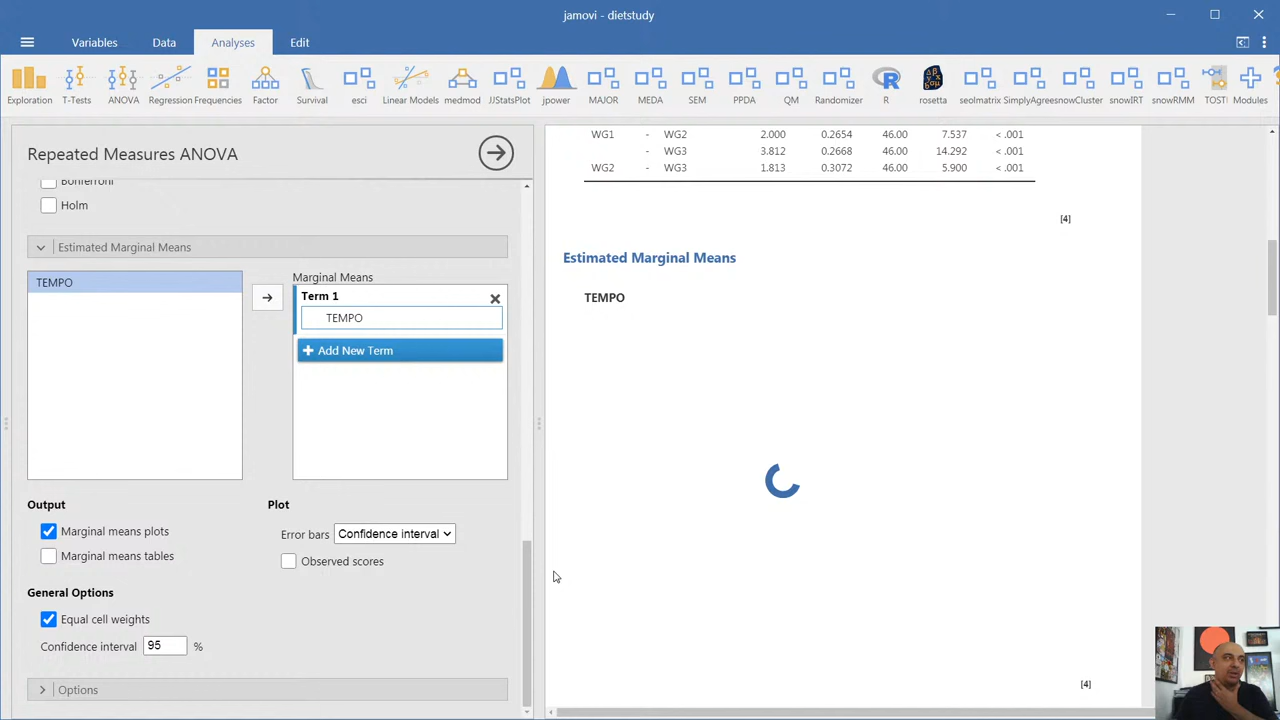 jamovi - dietstudy
Variables
Data
Analyses
Edit
Exploration
T-Tests
ANOVA
Regression
Frequencies
Factor
Survival
esci
Linear Models
medmod
JJStatsPlot
jpower
MAJOR
MEDA
SEM
PPDA
QM
Randomizer
R
rosetta
seolmatrix
SimplyAgree
snowCluster
snowIRT
snowRMM
TOSTI
Modules
Repeated Measures ANOVA
Bonferroni
Holm
Estimated Marginal Means
TEMPO
Marginal Means
Term 1
TEMPO
Add New Term
Output
Marginal means plots
Marginal means tables
Plot
Error bars Confidence interval
Observed scores
General Options
Equal cell weights
Confidence interval 95 %
Options
WG1 - WG2 2.000 0.2654 46.00 7.537 < .001
- WG3 3.812 0.2668 46.00 14.292 < .001
WG2 - WG3 1.813 0.3072 46.00 5.900 < .001
[4]
Estimated Marginal Means
TEMPO
[4]